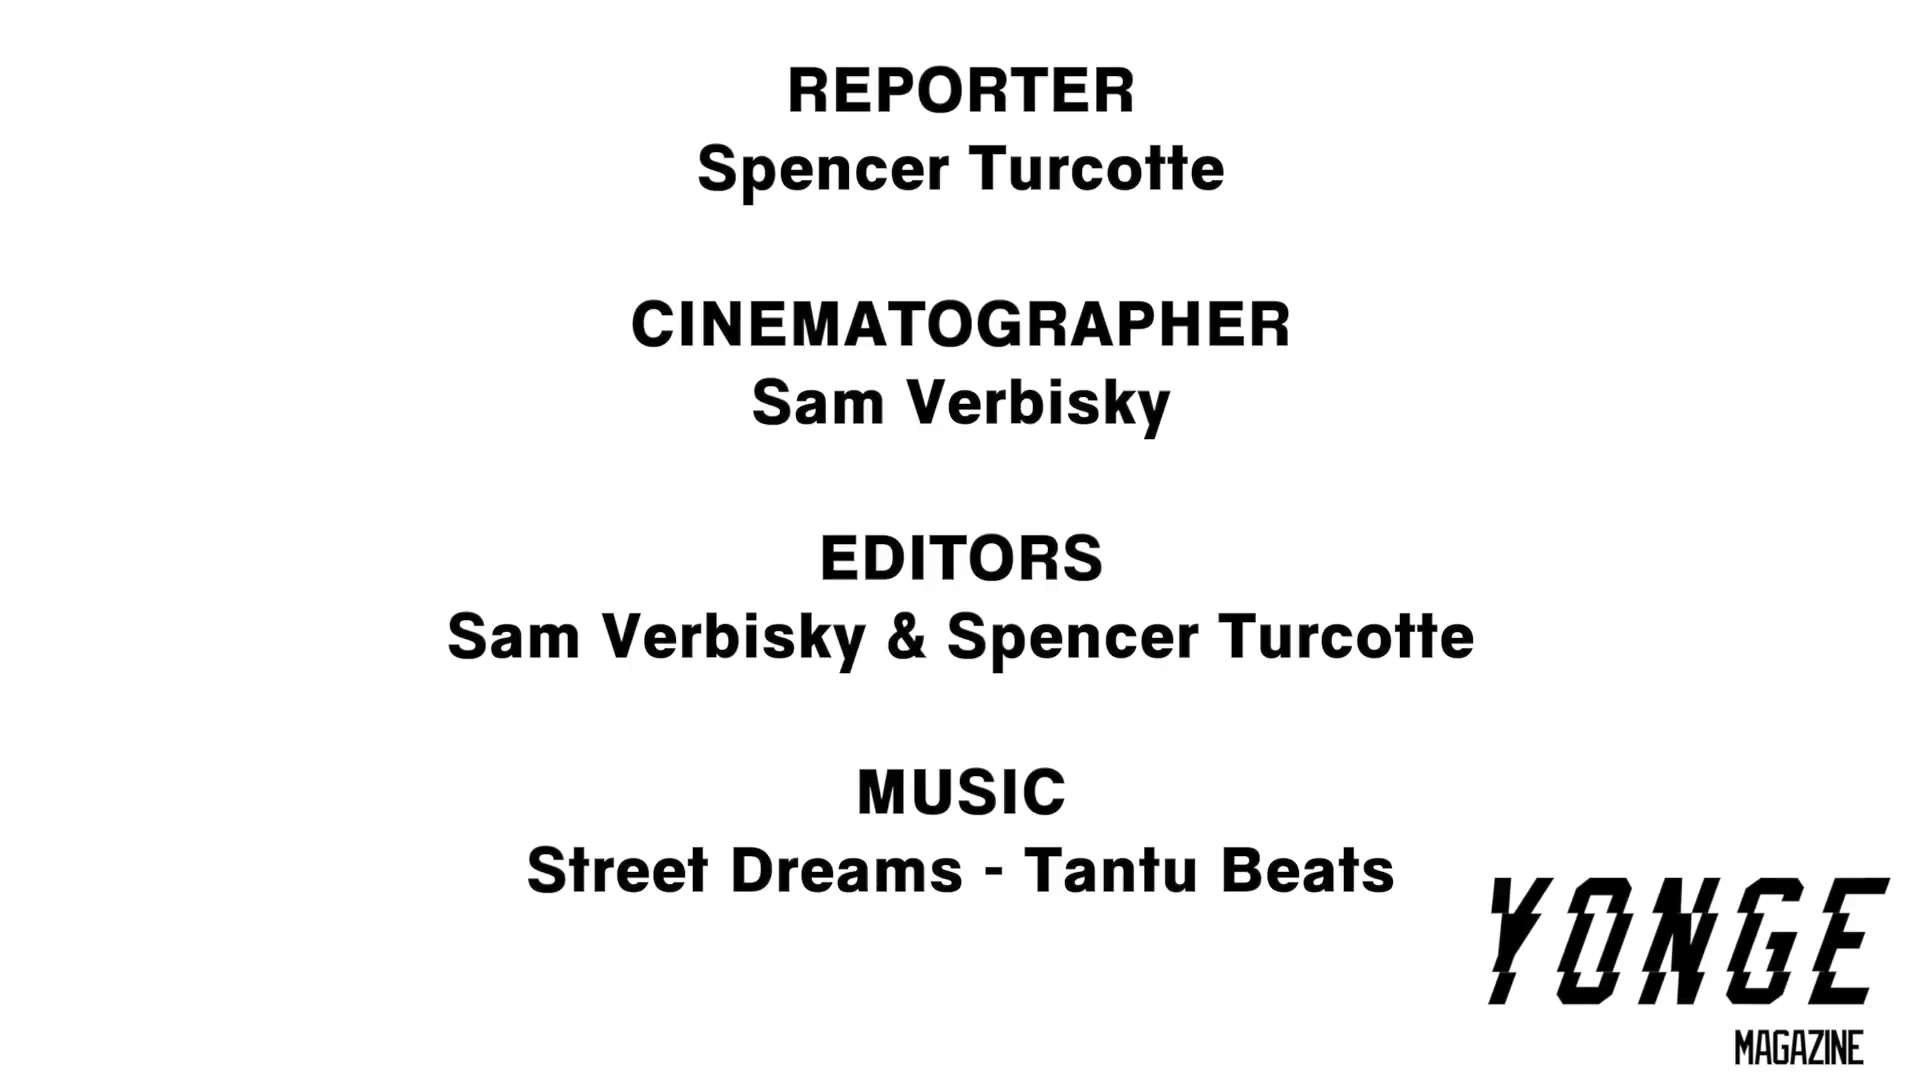 REPORTER
Spencer Turcotte
CINEMATOGRAPHER
Sam Verbisky
EDITORS
Sam Verbisky & Spencer Turcotte
MUSIC
Street Dreams - Tantu Beats
YONGE
MAGAZINE